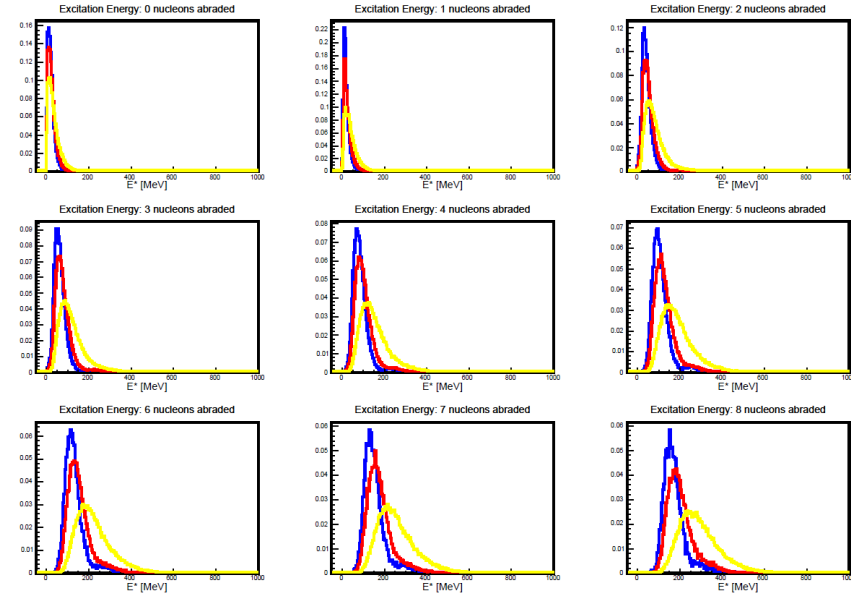 Excitation Energy: 0 nucleons abraded
0.16
0.14
0.12
0.1
0.08
0.06
0.04
0.02
0
0 200 400 600 800 1000
E* [MeV]
Excitation Energy: 1 nucleons abraded
0.22
0.2
0.18
0.16
0.14
0.12
0.1
0.08
0.06
0.04
0.02
0
0 200 400 600 800 1000
E* [MeV]
Excitation Energy: 2 nucleons abraded
0.12
0.1
0.08
0.06
0.04
0.02
0
0 200 400 600 800 1000
E* [MeV]
Excitation Energy: 3 nucleons abraded
0.09
0.08
0.07
0.06
0.05
0.04
0.03
0.02
0.01
0
0 200 400 600 800 1000
E* [MeV]
Excitation Energy: 4 nucleons abraded
0.08
0.07
0.06
0.05
0.04
0.03
0.02
0.01
0
0 200 400 600 800 1000
E* [MeV]
Excitation Energy: 5 nucleons abraded
0.07
0.06
0.05
0.04
0.03
0.02
0.01
0
0 200 400 600 800 1000
E* [MeV]
Excitation Energy: 6 nucleons abraded
0.06
0.05
0.04
0.03
0.02
0.01
0
0 200 400 600 800 1000
E* [MeV]
Excitation Energy: 7 nucleons abraded
0.06
0.05
0.04
0.03
0.02
0.01
0
0 200 400 600 800 1000
E* [MeV]
Excitation Energy: 8 nucleons abraded
0.06
0.05
0.04
0.03
0.02
0.01
0
0 200 400 600 800 1000
E* [MeV]